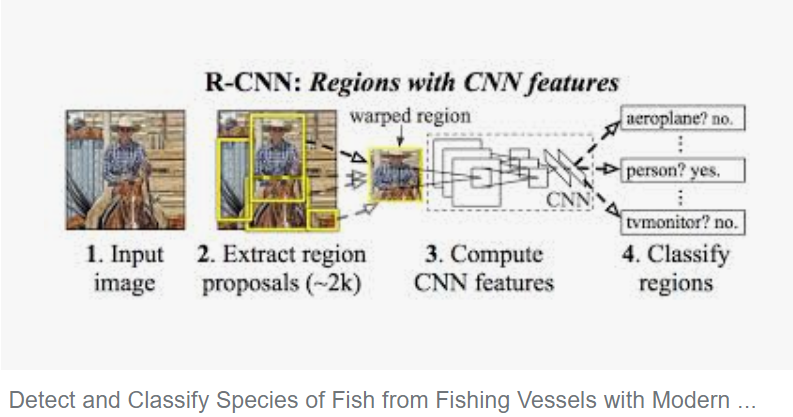 R-CNN: Regions with CNN features
warped region
aeroplane? no.
person? yes.
tvmonitor? no.
CNN
1. Input
image
2. Extract region
proposals (~2k)
3. Compute
CNN features
4. Classify
regions
Detect and Classify Species of Fish from Fishing Vessels with Modern ...